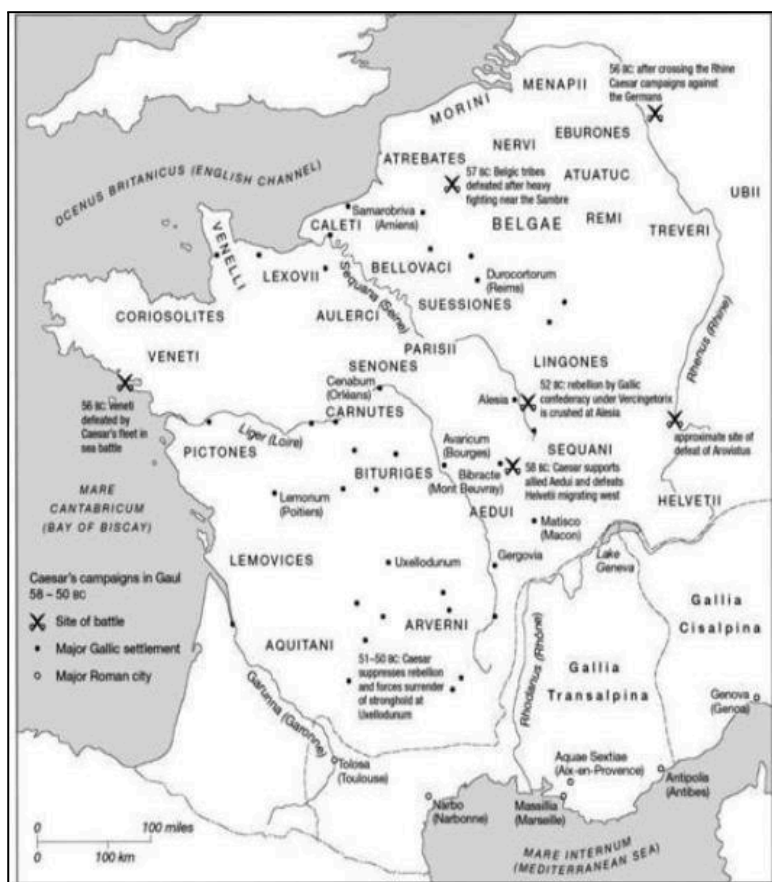 56 BC: after crossing the Rhine
Caesar campaigns against
the Germans
MENAPII
MORINI
EBURONES
NERVI
ATREBATES
ATUATUC
57 BC: Belgic tribes
defeated after heavy
fighting near the Sambre
UBII
OCENUS BRITANICUS (ENGLISH CHANNEL)
Samarobriva
(Amiens)
BELGAE
REMI
TREVERI
CALETI
VENELLI
LEXOVII
BELLOVACI
Durocortorum
(Reims)
Sequana (Seine)
SUESSIONES
CORIOSOLITES
AULERCI
Rhenus (Rhine)
VENETI
PARISII
LINGONES
SENONES
Cenabum
(Orléans)
Alesia
52 BC: rebellion by Gallic
confederacy under Vercingetorix
is crushed at Alesia
56 BC: Veneti
defeated by
Caesar's fleet in
sea battle
CARNUTES
Liger (Loire)
PICTONES
Avaricum
(Bourges)
SEQUANI
approximate site of
defeat of Arovistus
BITURIGES
Bibracte
(Mont Beuvray)
58 BC: Caesar supports
allied Aedui and defeats
Helvetii migrating west
MARE
CANTABRICUM
(BAY OF BISCAY)
Lemonum
(Poitiers)
AEDUI
HELVETII
Matisco
(Macon)
LEMOVICES
Uxellodunum
Gergovia
Lake
Geneva
Caesar's campaigns in Gaul
58 – 50 BC
Site of battle
Major Gallic settlement
Major Roman city
Gallia
Cisalpina
ARVERNI
AQUITANI
51–50 BC: Caesar
suppresses rebellion
and forces surrender
of stronghold at
Uxellodunum
Rhodanus (Rhône)
Gallia
Transalpina
Genova
(Genoa)
Garunna (Garonne)
Tolosa
(Toulouse)
Aquae Sextiae
(Aix-en-Provence)
Antipolis
(Antibes)
Narbo
(Narbonne)
Massillia
(Marseille)
0 100 miles
0 100 km
MARE INTERNUM
(MEDITERRANEAN SEA)